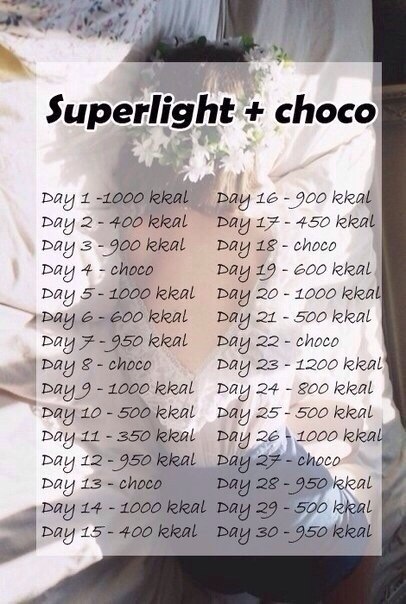 Superlight + choco
Day 1 -1000 kkal
Day 2 - 400 kkal
Day 3 - 900 kkal
Day 4 - choco
Day 5 - 1000 kkal
Day 6 - 600 kkal
Day 7 - 950 kkal
Day 8 - choco
Day 9 - 1000 kkal
Day 10 - 500 kkal
Day 11 - 350 kkal
Day 12 - 950 kkal
Day 13 - choco
Day 14 - 1000 kkal
Day 15 - 400 kkal
Day 16 - 900 kkal
Day 17 - 450 kkal
Day 18 - choco
Day 19 - 600 kkal
Day 20 - 1000 kkal
Day 21 - 500 kkal
Day 22 - choco
Day 23 - 1200 kkal
Day 24 - 800 kkal
Day 25 - 500 kkal
Day 26 - 1000 kkal
Day 27 - choco
Day 28 - 950 kkal
Day 29 - 500 kkal
Day 30 - 950 kkal